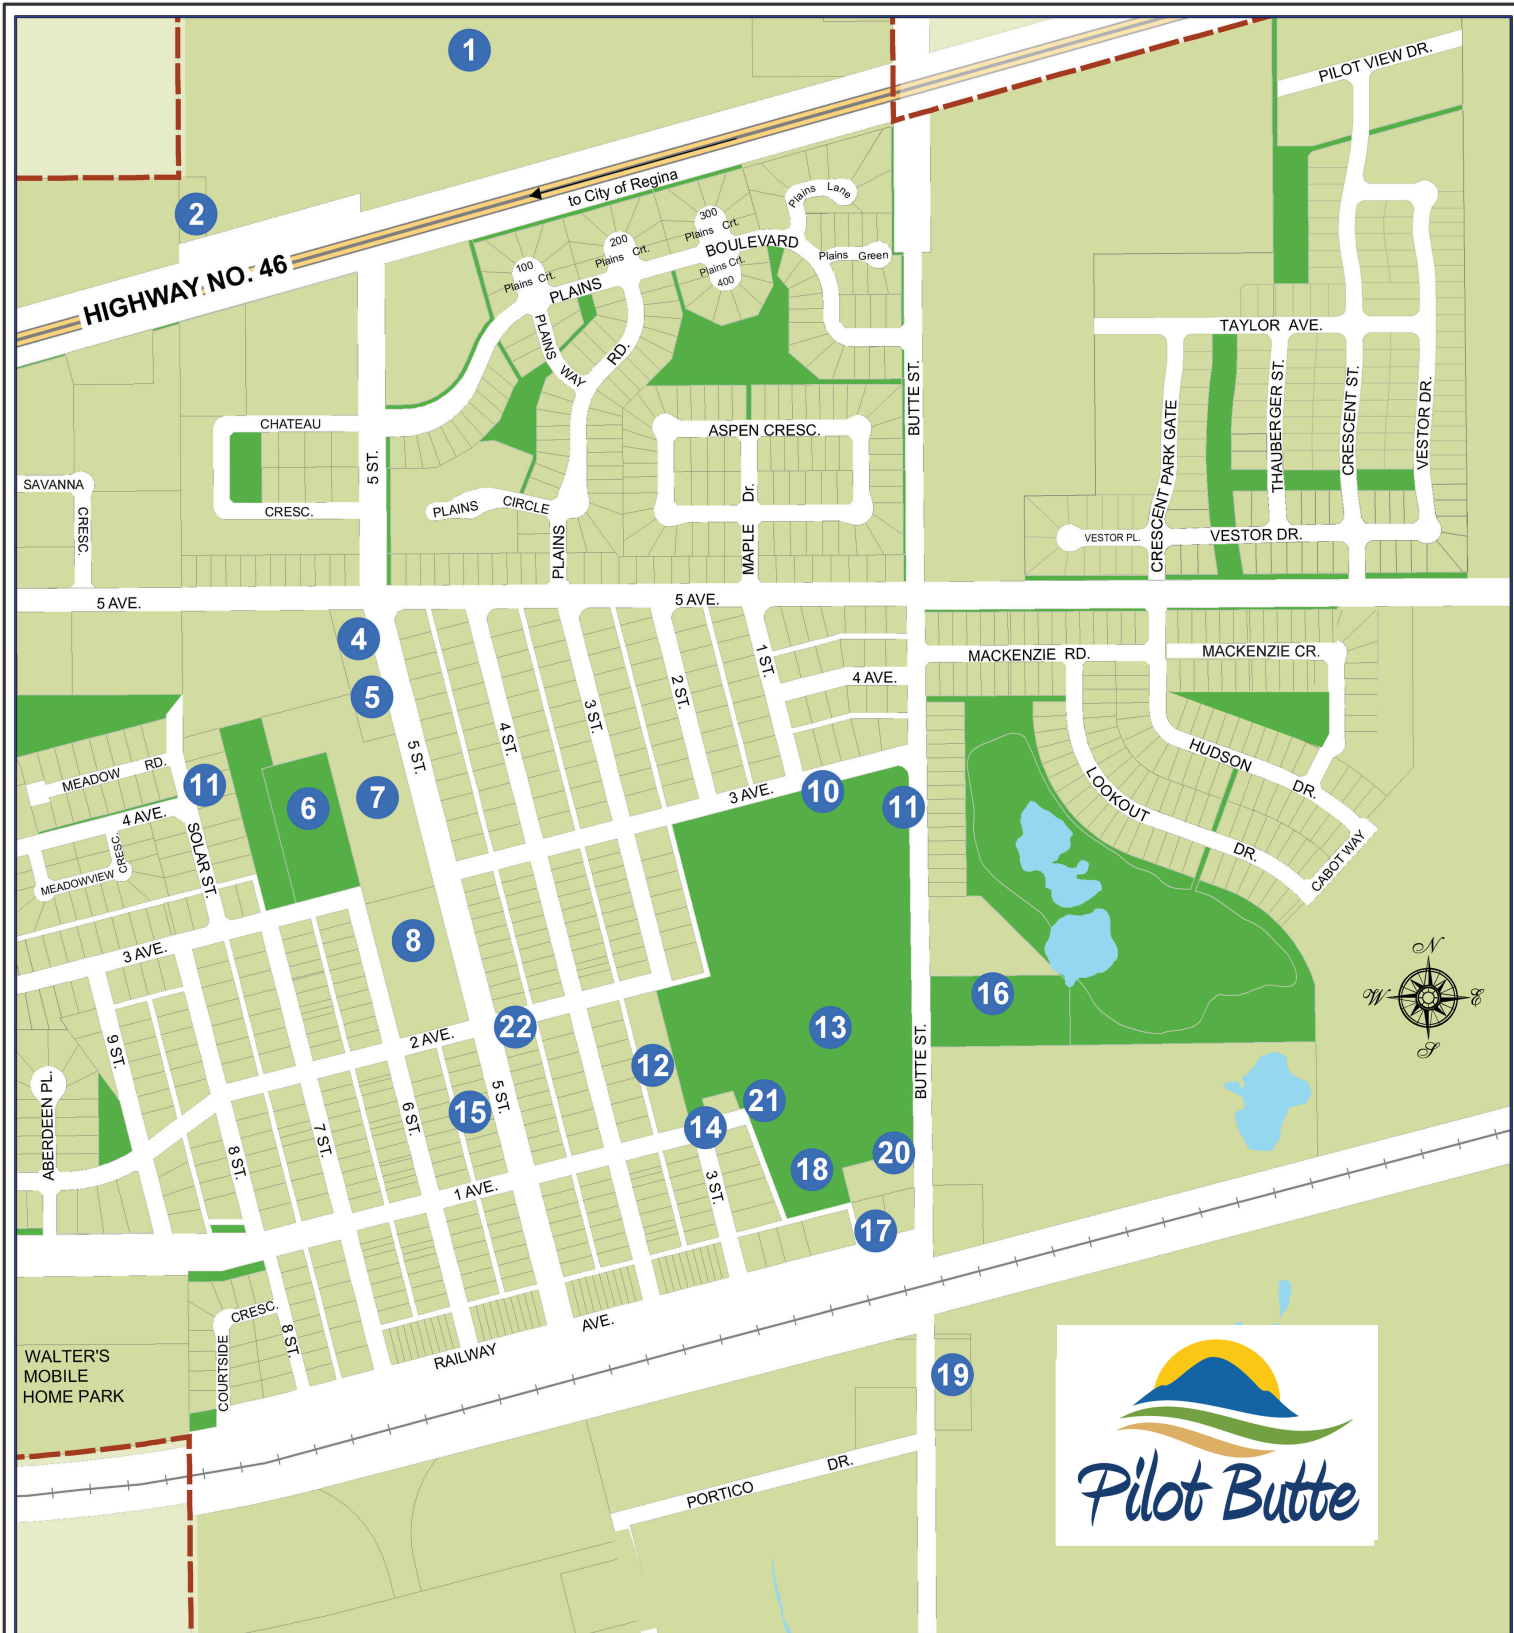 1
PILOT VIEW DR.
2
to City of Regina
HIGHWAY NO. 46
Plains Lane
300
Plains Crt.
200
Plains Crt.
BOULEVARD
Plains Green
100
Plains Crt.
Plains Crt.
400
PLAINS
PLAINS
WAY
RD.
TAYLOR AVE.
CHATEAU
ASPEN CRESC.
BUTTE ST.
5 ST.
CRESCENT PARK GATE
THAUBERGER ST.
CRESCENT ST.
VESTOR DR.
SAVANNA
CRESC.
CRESC.
PLAINS
CIRCLE
PLAINS
MAPLE Dr.
VESTOR PL.
VESTOR DR.
5 AVE.
5 AVE.
4
5
1 ST.
2 ST.
3 ST.
4 ST.
5 ST.
4 AVE.
MACKENZIE RD.
MACKENZIE CR.
MEADOW RD.
11
6
7
3 AVE.
10
11
HUDSON
DR.
LOOKOUT
DR.
CABOT WAY
4 AVE.
SOLAR ST.
MEADOWVIEW
CRESC.
3 AVE.
8
N
W
E
S
16
13
22
2 AVE.
12
9 ST.
ABERDEEN PL.
15
5 ST.
6 ST.
7 ST.
8 ST.
21
14
20
18
BUTTE ST.
1 AVE.
3 ST.
17
CRESC.
COURTSIDE
8 ST.
AVE.
RAILWAY
WALTER'S
MOBILE
HOME PARK
19
DR.
PORTICO
Pilot Butte